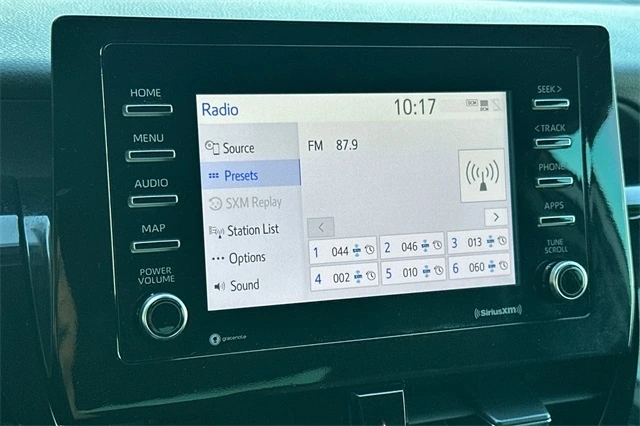 HOME
MENU
AUDIO
MAP
POWER
VOLUME
Radio
10:17
DCM
Source
Presets
SXM Replay
Station List
Options
Sound
FM 87.9
1 044
2 046
3 013
4 002
5 010
6 060
SEEK >
< TRACK
PHONE
APPS
TUNE
SCROLL
gracenote
SiriusXM